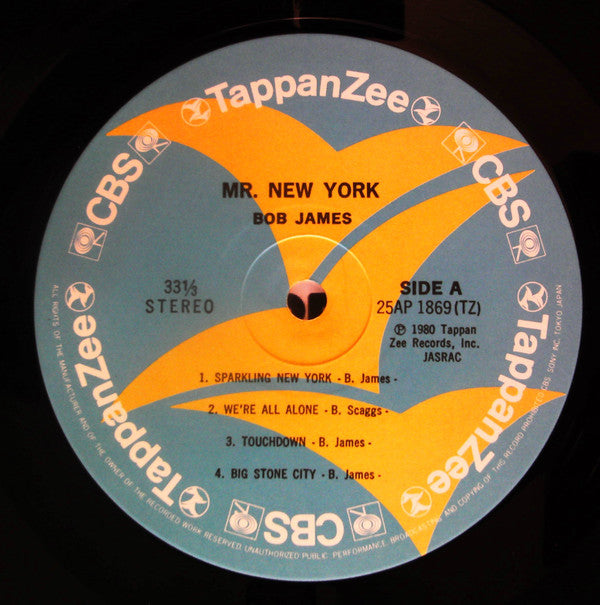 TappanZee
CBS
CBS
MR. NEW YORK
BOB JAMES
33⅓
STEREO
SIDE A
25AP 1869(TZ)
Ⓟ 1980 Tappan
Zee Records, Inc.
JASRAC
1. SPARKLING NEW YORK - B. James -
2. WE'RE ALL ALONE - B. Scaggs -
3. TOUCHDOWN - B. James -
4. BIG STONE CITY - B. James -
TappanZee
TappanZee
CBS
ALL RIGHTS OF THE MANUFACTURER AND OF THE OWNER OF THE RECORDED WORK RESERVED. UNAUTHORIZED PUBLIC PERFORMANCE, BROADCASTING AND COPYING OF THIS RECORD PROHIBITED CBS. SONY INC. TOKYO JAPAN